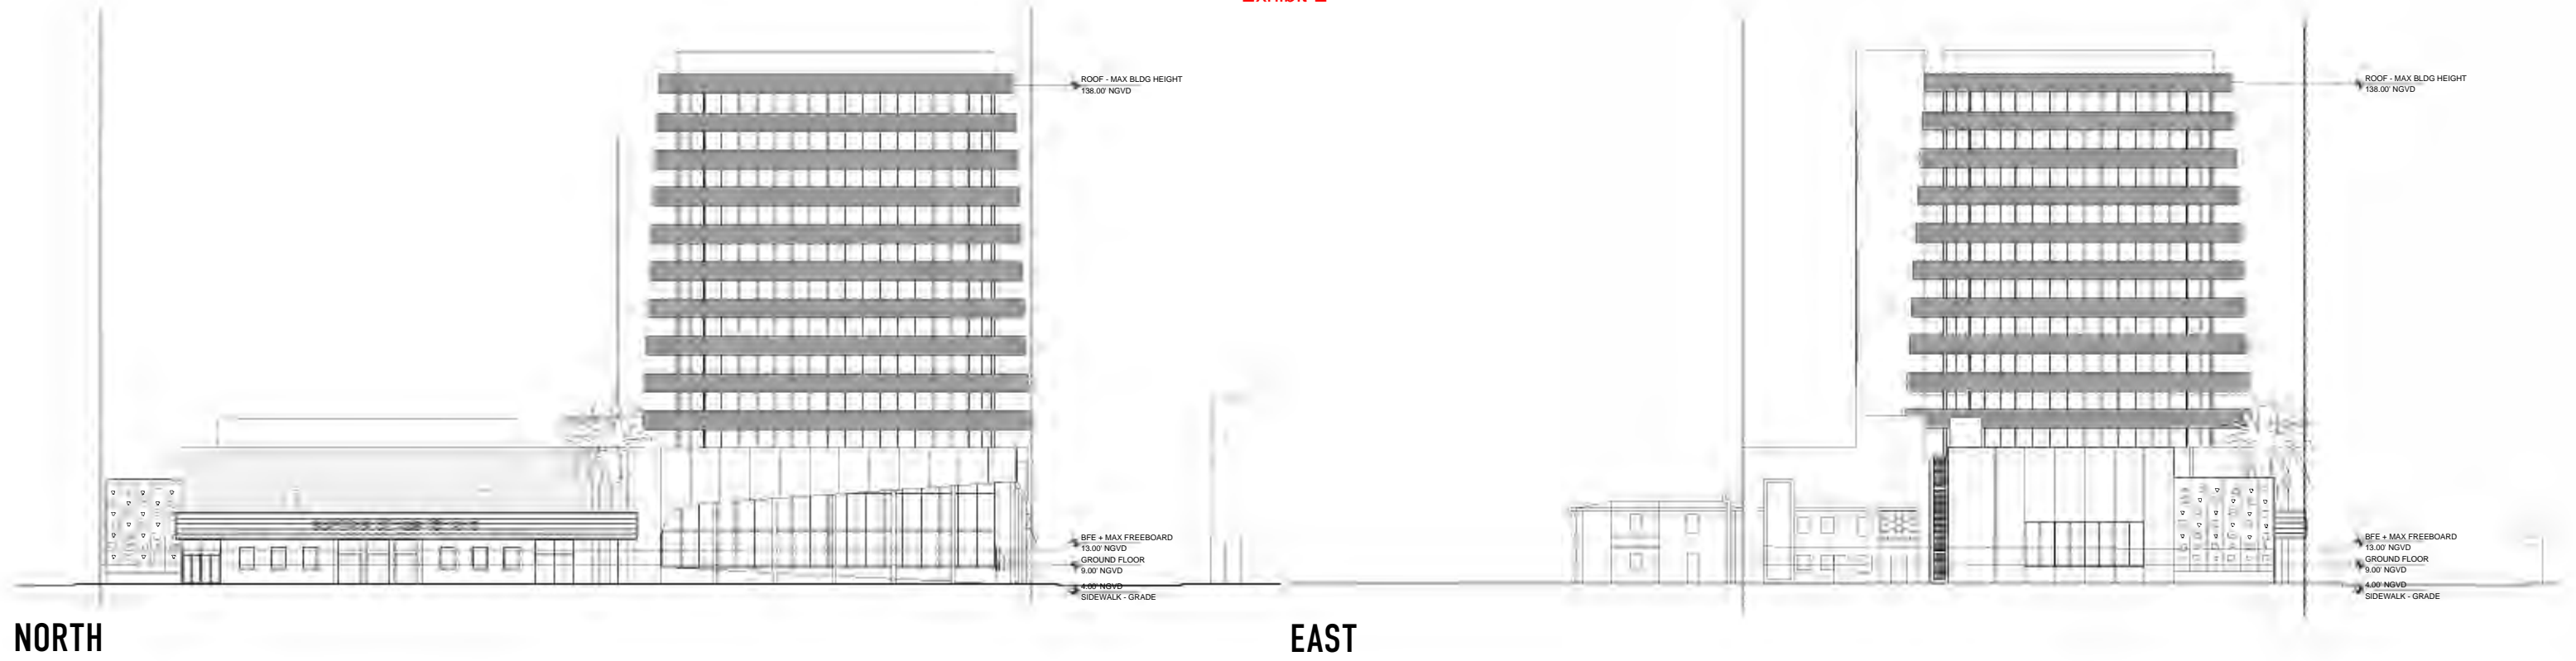 ROOF - MAX BLDG HEIGHT
138.00' NGVD
BFE + MAX FREEBOARD
13.00' NGVD
GROUND FLOOR
9.00' NGVD
4.00' NGVD
SIDEWALK - GRADE
NORTH
ROOF - MAX BLDG HEIGHT
138.00' NGVD
BFE + MAX FREEBOARD
13.00' NGVD
GROUND FLOOR
9.00' NGVD
4.00' NGVD
SIDEWALK - GRADE
EAST